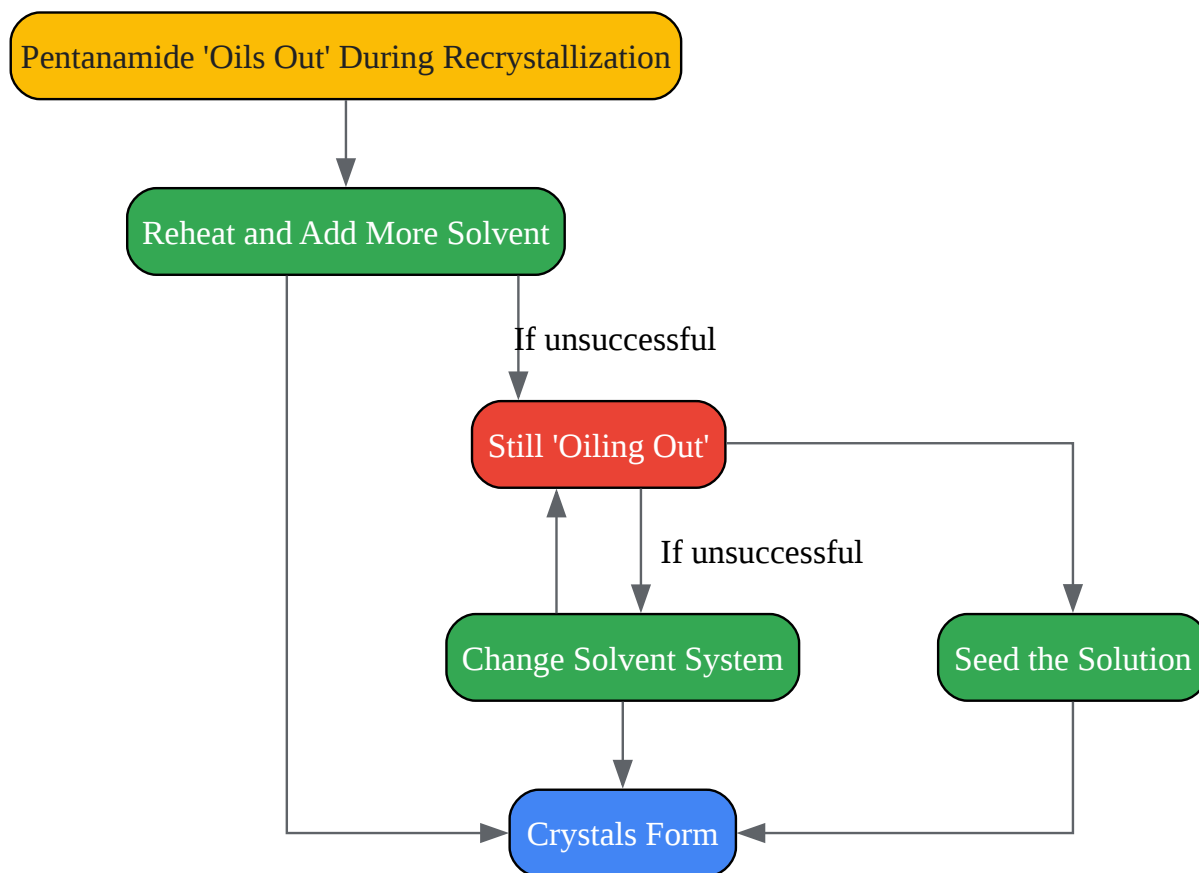 Pentanamide 'Oils Out' During Recrystallization
Reheat and Add More Solvent
If unsuccessful
Still 'Oiling Out'
If unsuccessful
Change Solvent System
Seed the Solution
Crystals Form